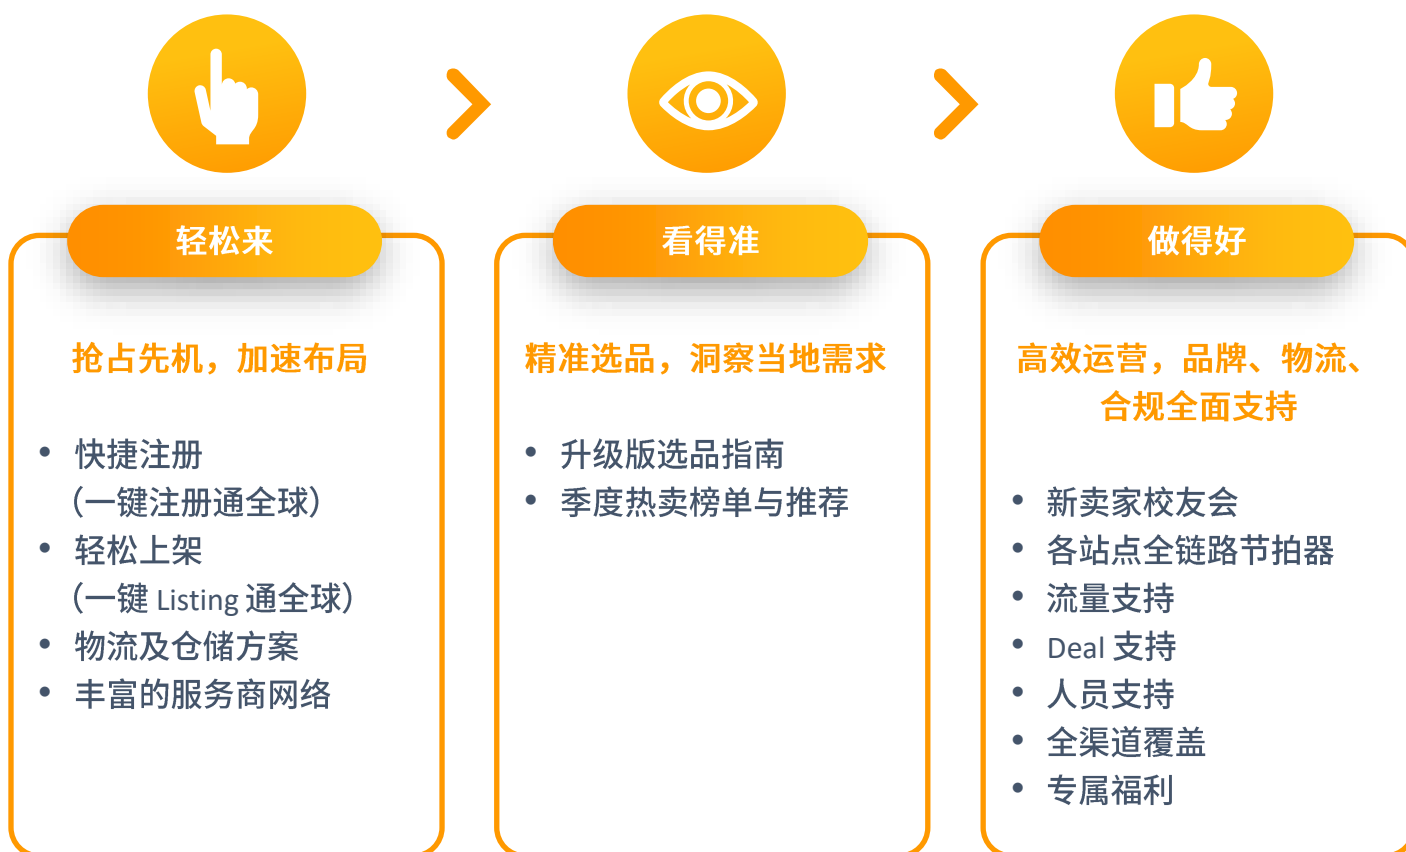 轻松来
抢占先机，加速布局
• 快捷注册
（一键注册通全球）
• 轻松上架
（一键 Listing 通全球）
• 物流及仓储方案
• 丰富的服务商网络
看得准
精准选品，洞察当地需求
• 升级版选品指南
• 季度热卖榜单与推荐
做得好
高效运营，品牌、物流、
合规全面支持
• 新卖家校友会
• 各站点全链路节拍器
• 流量支持
• Deal 支持
• 人员支持
• 全渠道覆盖
• 专属福利